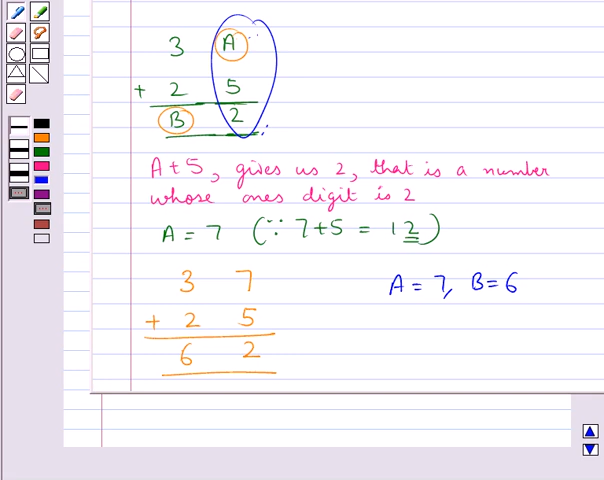 3 A
+ 2 5
B 2
A + 5, gives us 2, that is a number
whose ones digit is 2
A = 7 (∵ 7 + 5 = 12)
3 7
+ 2 5
6 2
A = 7, B = 6